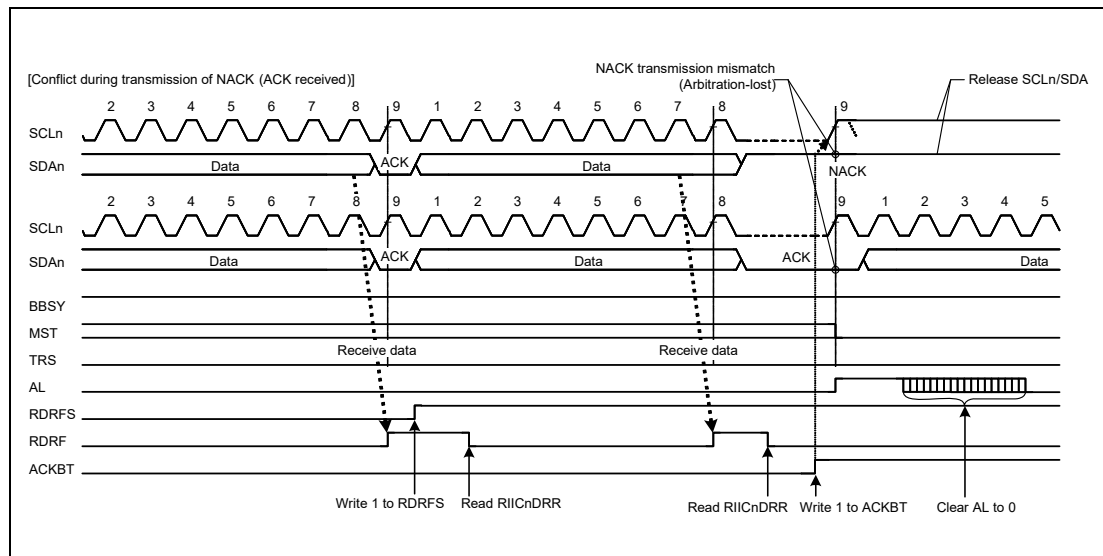 [Conflict during transmission of NACK (ACK received)]
NACK transmission mismatch
(Arbitration-lost)
Release SCLn/SDA
2 3 4 5 6 7 8 9 1 2 3 4 5 6 7 8 9
SCLn
SDAn Data ACK Data NACK
2 3 4 5 6 7 8 9 1 2 3 4 5 6 7 8 9 1 2 3 4 5
SCLn
SDAn Data ACK Data ACK Data
BBSY
MST
Receive data Receive data
TRS
AL
RDRFS
RDRF
ACKBT
Write 1 to RDRFS Read RIICnDRR Read RIICnDRR Write 1 to ACKBT Clear AL to 0